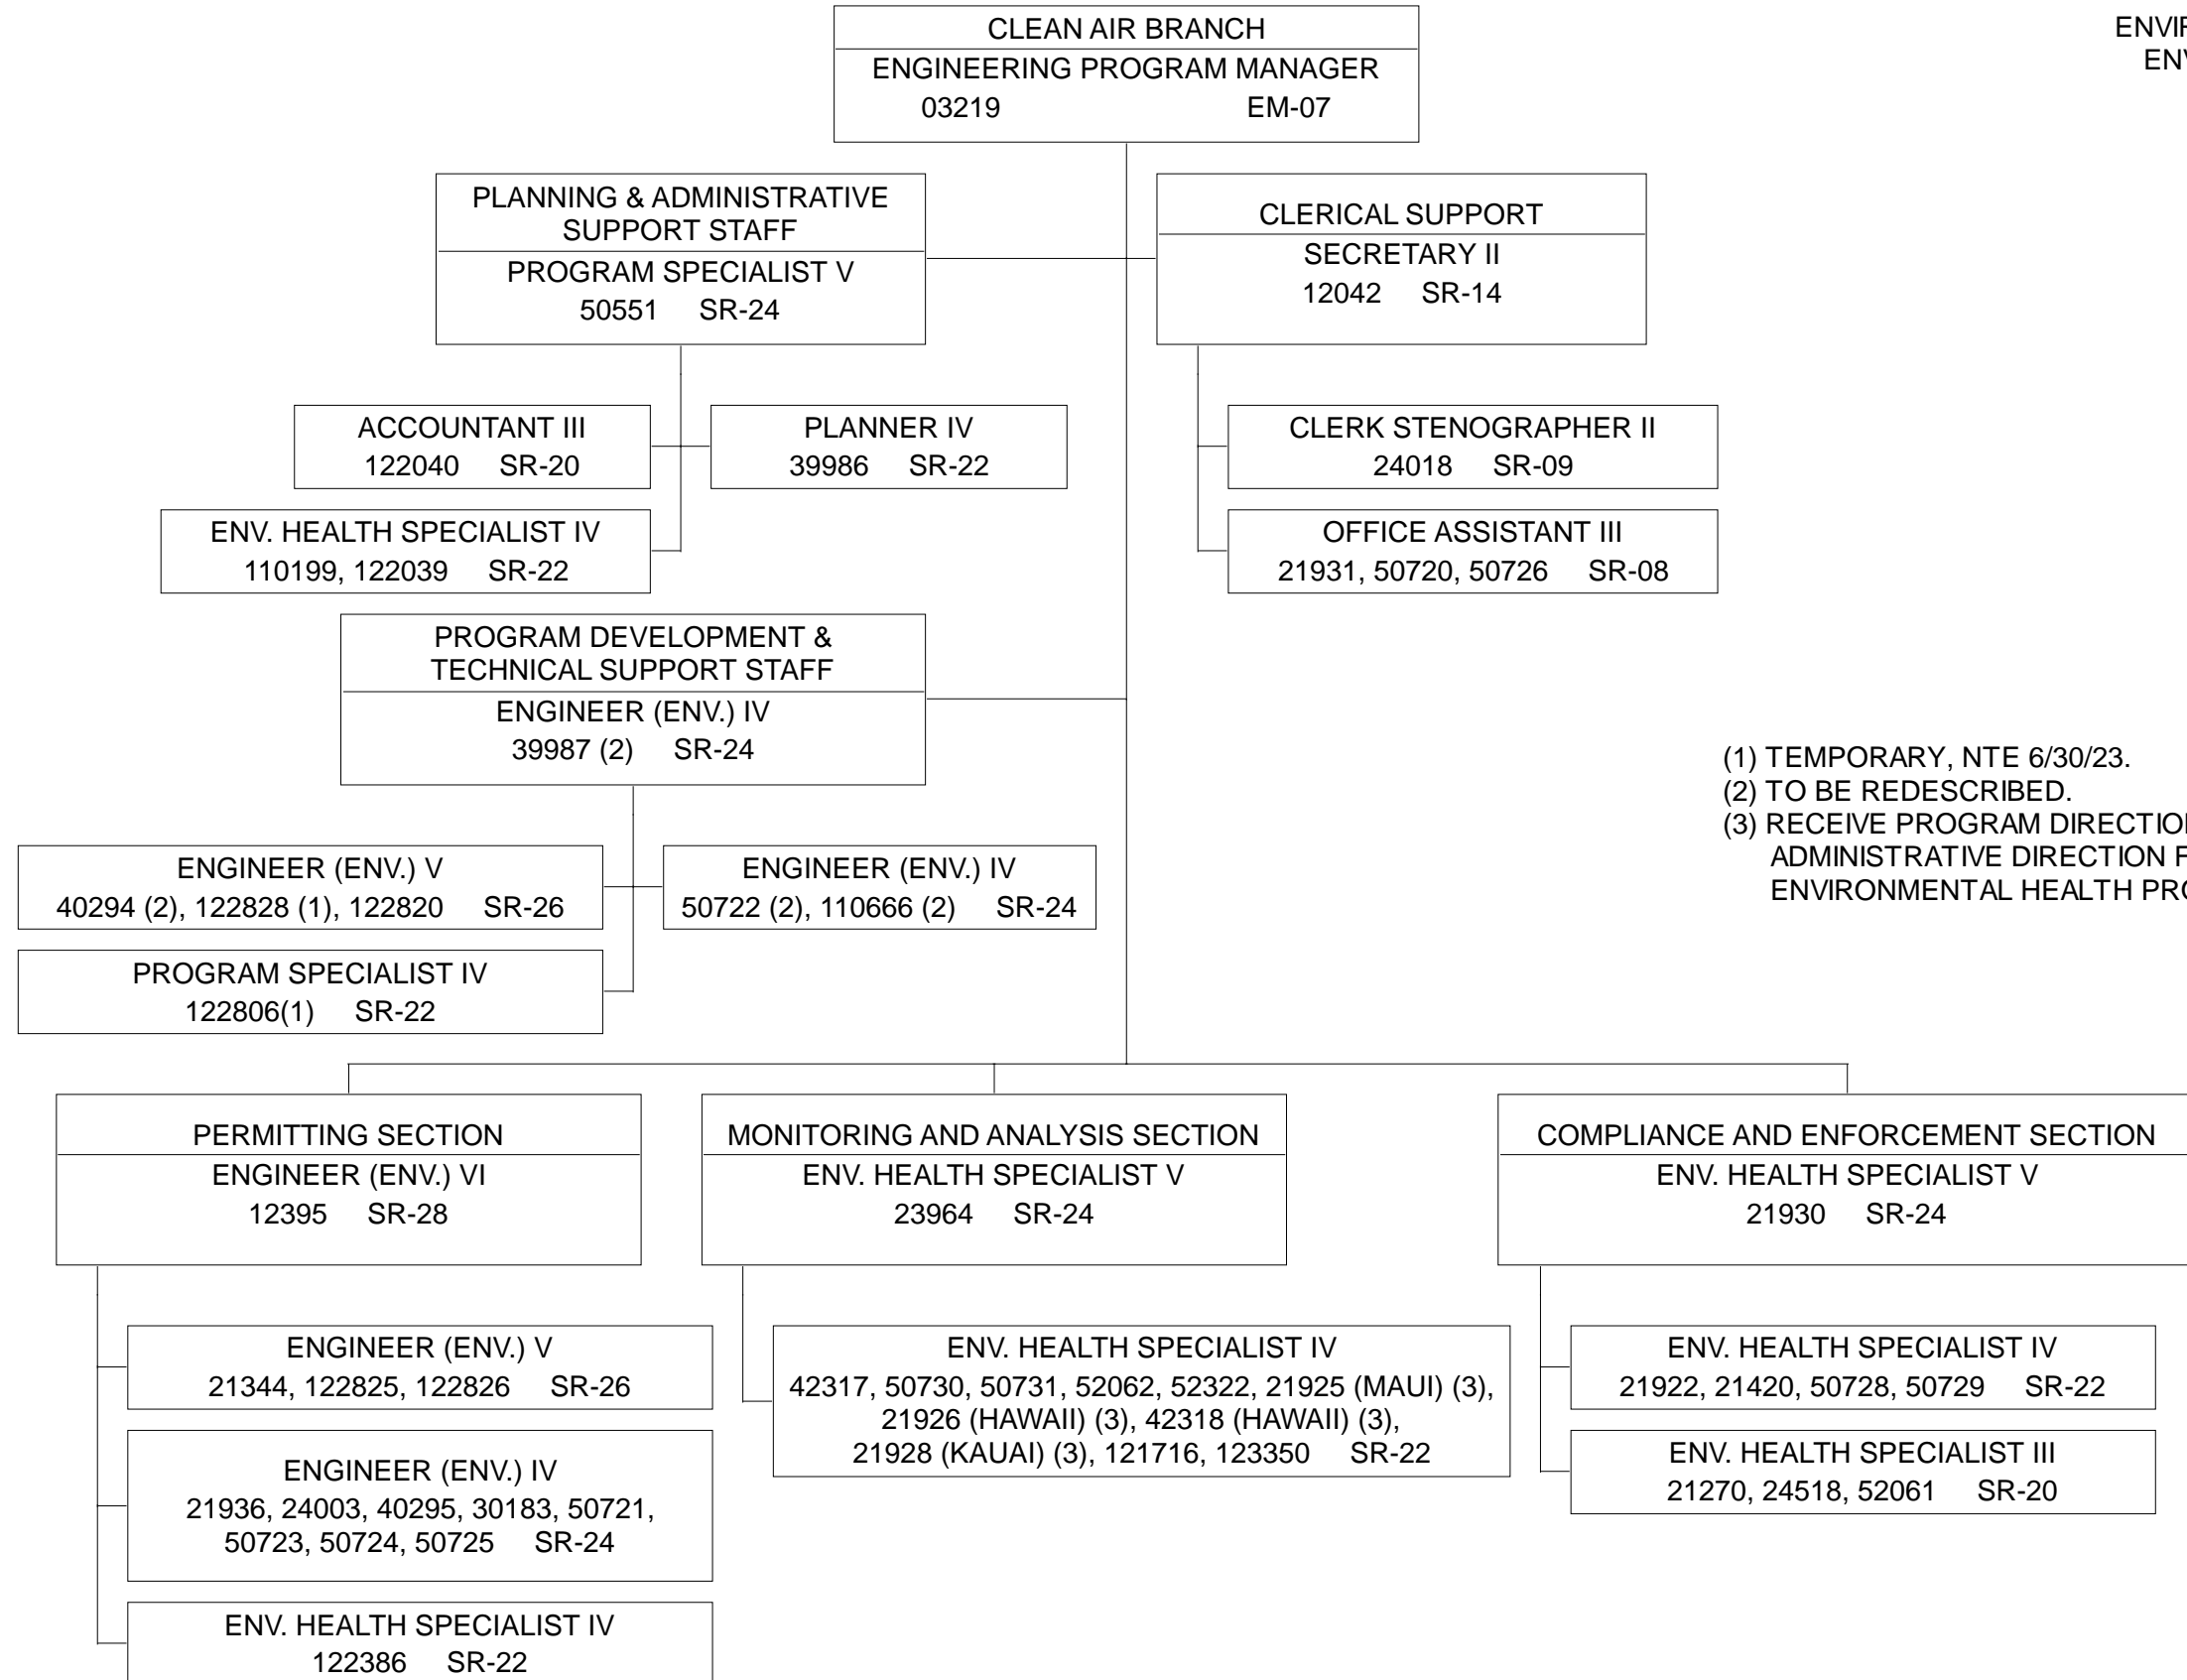 CLEAN AIR BRANCH
ENGINEERING PROGRAM MANAGER
03219 EM-07
PLANNING & ADMINISTRATIVE
SUPPORT STAFF
PROGRAM SPECIALIST V
50551 SR-24
CLERICAL SUPPORT
SECRETARY II
12042 SR-14
ACCOUNTANT III
122040 SR-20
PLANNER IV
39986 SR-22
ENV. HEALTH SPECIALIST IV
110199, 122039 SR-22
CLERK STENOGRAPHER II
24018 SR-09
OFFICE ASSISTANT III
21931, 50720, 50726 SR-08
PROGRAM DEVELOPMENT &
TECHNICAL SUPPORT STAFF
ENGINEER (ENV.) IV
39987 (2) SR-24
ENGINEER (ENV.) V
40294 (2), 122828 (1), 122820 SR-26
ENGINEER (ENV.) IV
50722 (2), 110666 (2) SR-24
PROGRAM SPECIALIST IV
122806(1) SR-22
(1) TEMPORARY, NTE 6/30/23.
(2) TO BE REDESCRIBED.
(3) RECEIVE PROGRAM
ADMINISTRATIVE DIRECTION
ENVIRONMENTAL HEALTH
PERMITTING SECTION
ENGINEER (ENV.) VI
12395 SR-28
ENGINEER (ENV.) V
21344, 122825, 122826 SR-26
ENGINEER (ENV.) IV
21936, 24003, 40295, 30183, 50721,
50723, 50724, 50725 SR-24
ENV. HEALTH SPECIALIST IV
122386 SR-22
MONITORING AND ANALYSIS SECTION
ENV. HEALTH SPECIALIST V
23964 SR-24
ENV. HEALTH SPECIALIST IV
42317, 50730, 50731, 52062, 52322, 21925 (MAUI) (3),
21926 (HAWAII) (3), 42318 (HAWAII) (3),
21928 (KAUAI) (3), 121716, 123350 SR-22
COMPLIANCE AND ENFORCEMENT SECTION
ENV. HEALTH SPECIALIST V
21930 SR-24
ENV. HEALTH SPECIALIST IV
21922, 21420, 50728, 50729 SR-22
ENV. HEALTH SPECIALIST III
21270, 24518, 52061 SR-20